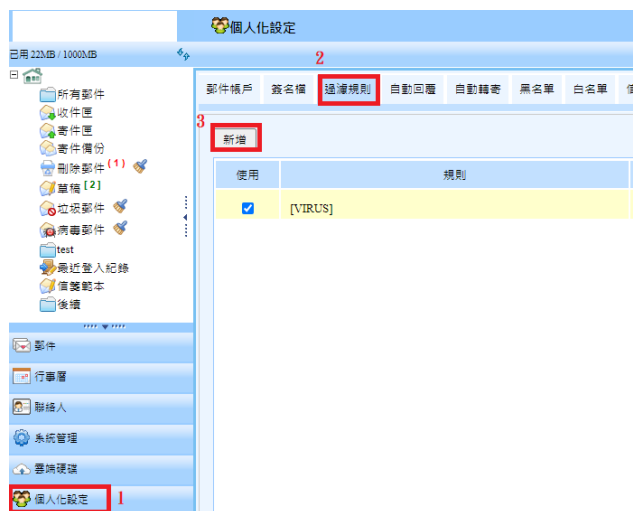 個人化設定
已用 22MB / 1000MB
2
所有郵件
收件匣
寄件匣
寄件備份
刪除郵件 (1)
草稿 [2]
垃圾郵件
病毒郵件
test
最近登入紀錄
信箋範本
後續
郵件
行事曆
聯絡人
系統管理
雲端硬碟
個人化設定 1
郵件帳戶 簽名檔 過濾規則 自動回覆 自動轉寄 黑名單 白名單
3
新增
使用 規則
[VIRUS]